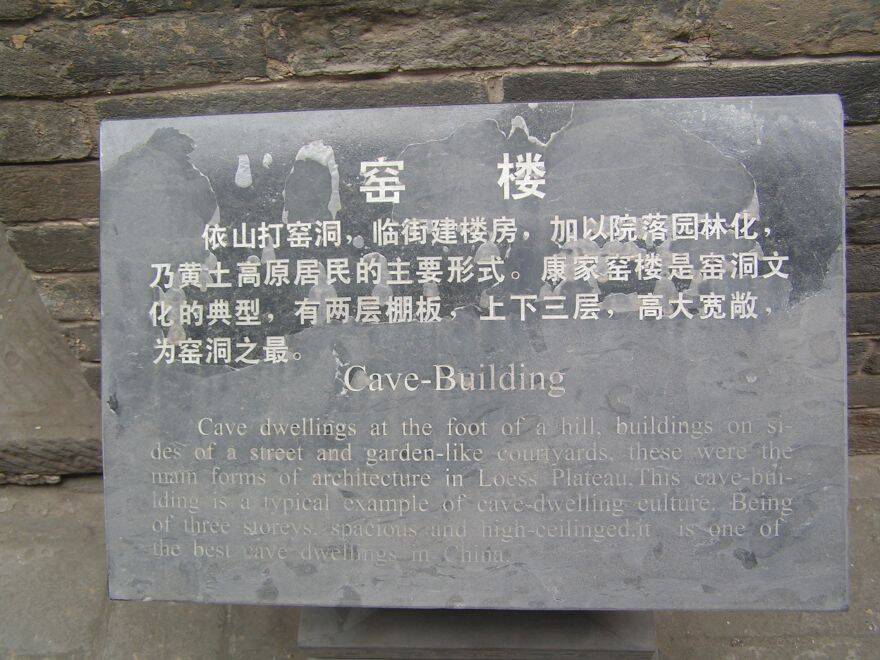 窑 楼
依山打窑洞，临街建楼房，加以院落园林化，
乃黄土高原居民的主要形式。康家窑楼是窑洞文
化的典型，有两层棚板，上下三层，高大宽敞，
为窑洞之最。
Cave-Building
Cave dwellings at the foot of a hill, buildings on si-
des of a street and garden-like courtyards, these were the
main forms of architecture in Loess Plateau.This cave-bui-
lding is a typical example of cave-dwelling culture. Being
of three storeys, spacious and high-ceilinged,it is one of
the best cave dwellings in China.